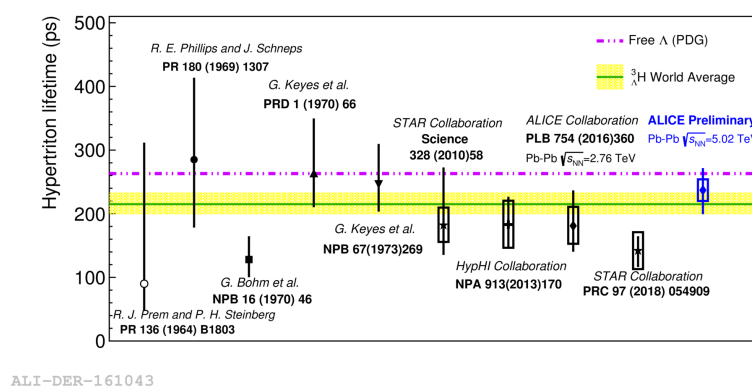 Hypertriton lifetime (ps)
500
400
300
200
100
0
R. E. Phillips and J. Schneps
PR 180 (1969) 1307
G. Keyes et al.
PRD 1 (1970) 66
STAR Collaboration
Science
328 (2010)58
ALICE Collaboration
PLB 754 (2016)360
Pb-Pb √sNN=2.76 TeV
ALICE Preliminary
Pb-Pb √sNN=5.02 TeV
Free Λ (PDG)
3ΛH World Average
G. Keyes et al.
NPB 67(1973)269
HypHI Collaboration
NPA 913(2013)170
STAR Collaboration
PRC 97 (2018) 054909
G. Bohm et al.
NPB 16 (1970) 46
R. J. Prem and P. H. Steinberg
PR 136 (1964) B1803
ALI-DER-161043